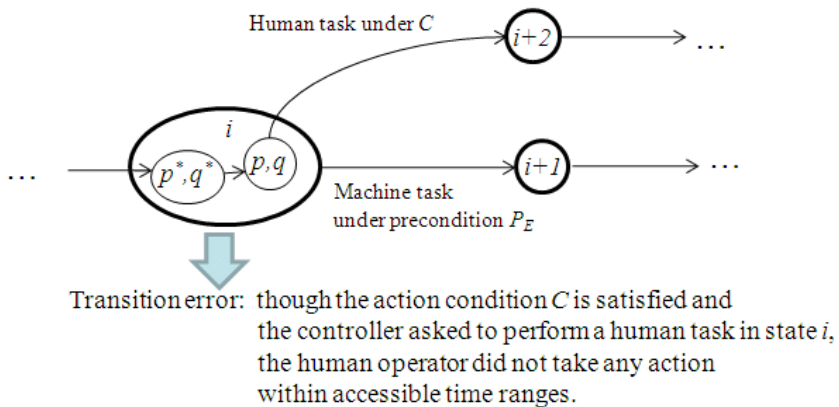 Human task under C
i+2
...
i
...
p*,q*
p,q
i+1
...
Machine task
under precondition P_E
Transition error: though the action condition C is satisfied and
the controller asked to perform a human task in state i,
the human operator did not take any action
within accessible time ranges.